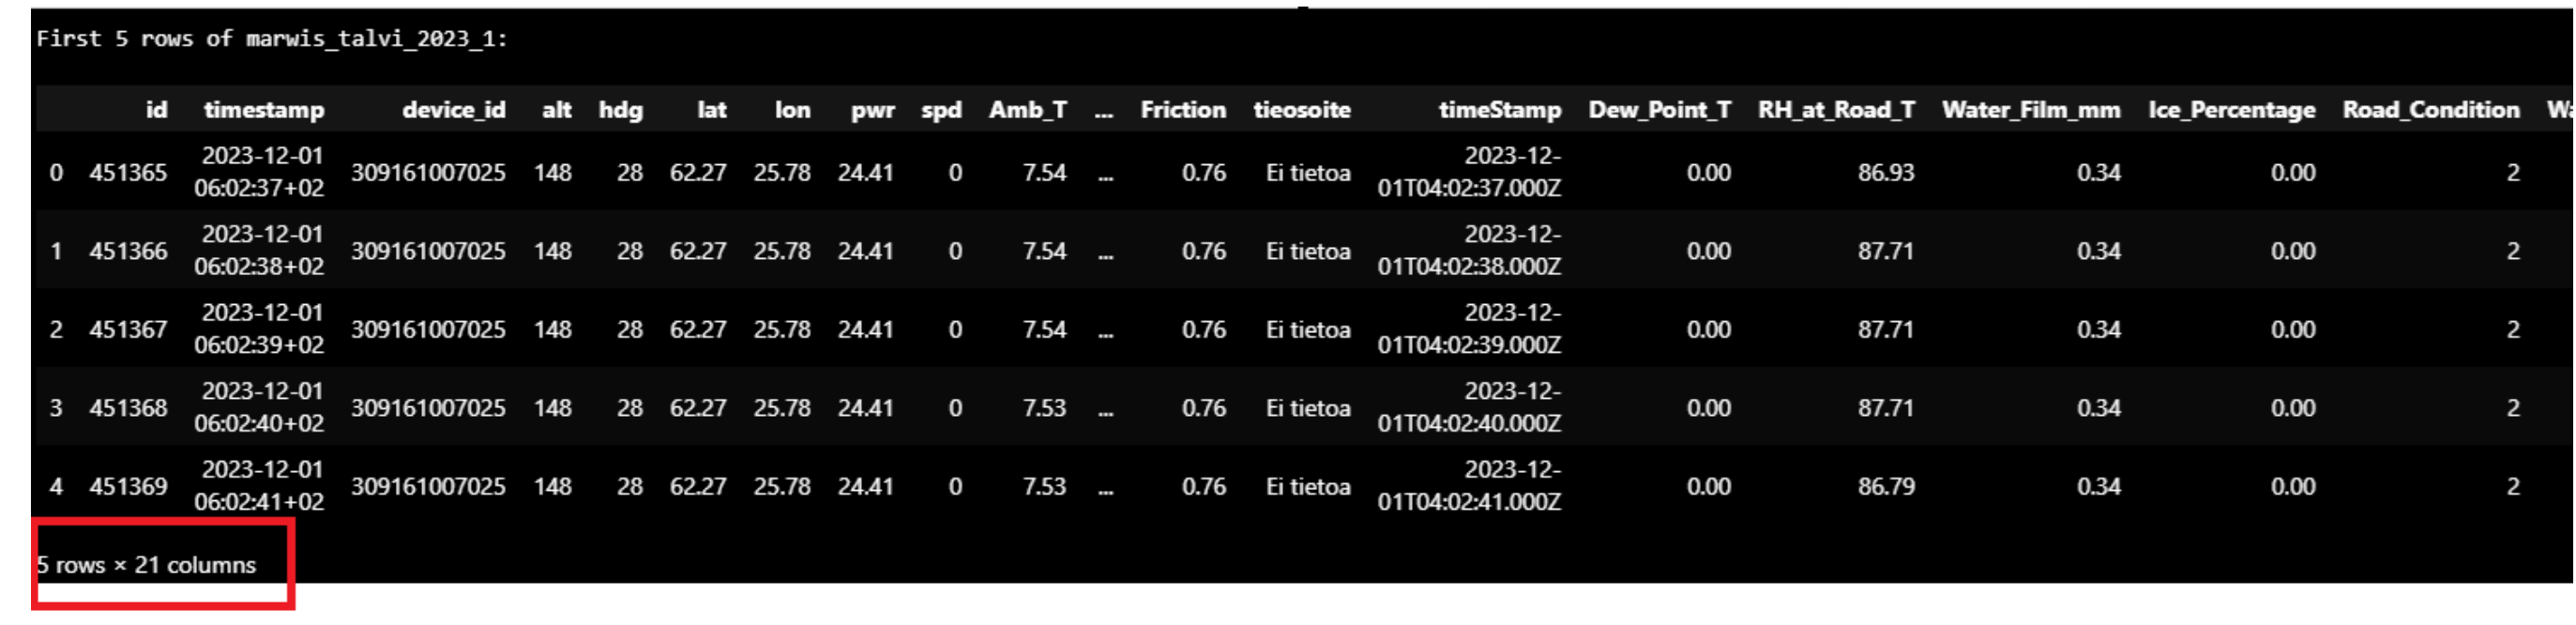 First 5 rows of marwis_talvi_2023_1:
id timestamp device_id alt hdg lat lon pwr spd Amb_T ... Friction tieosoite timeStamp Dew_Point_T RH_at_Road_T Water_Film_mm Ice_Percentage Road_Condition
0 451365 2023-12-01 06:02:37+02 309161007025 148 28 62.27 25.78 24.41 0 7.54 ... 0.76 Ei tietoa 2023-12-01T04:02:37.000Z 0.00 86.93 0.34 0.00 2
1 451366 2023-12-01 06:02:38+02 309161007025 148 28 62.27 25.78 24.41 0 7.54 ... 0.76 Ei tietoa 2023-12-01T04:02:38.000Z 0.00 87.71 0.34 0.00 2
2 451367 2023-12-01 06:02:39+02 309161007025 148 28 62.27 25.78 24.41 0 7.54 ... 0.76 Ei tietoa 2023-12-01T04:02:39.000Z 0.00 87.71 0.34 0.00 2
3 451368 2023-12-01 06:02:40+02 309161007025 148 28 62.27 25.78 24.41 0 7.53 ... 0.76 Ei tietoa 2023-12-01T04:02:40.000Z 0.00 87.71 0.34 0.00 2
4 451369 2023-12-01 06:02:41+02 309161007025 148 28 62.27 25.78 24.41 0 7.53 ... 0.76 Ei tietoa 2023-12-01T04:02:41.000Z 0.00 86.79 0.34 0.00 2
5 rows × 21 columns